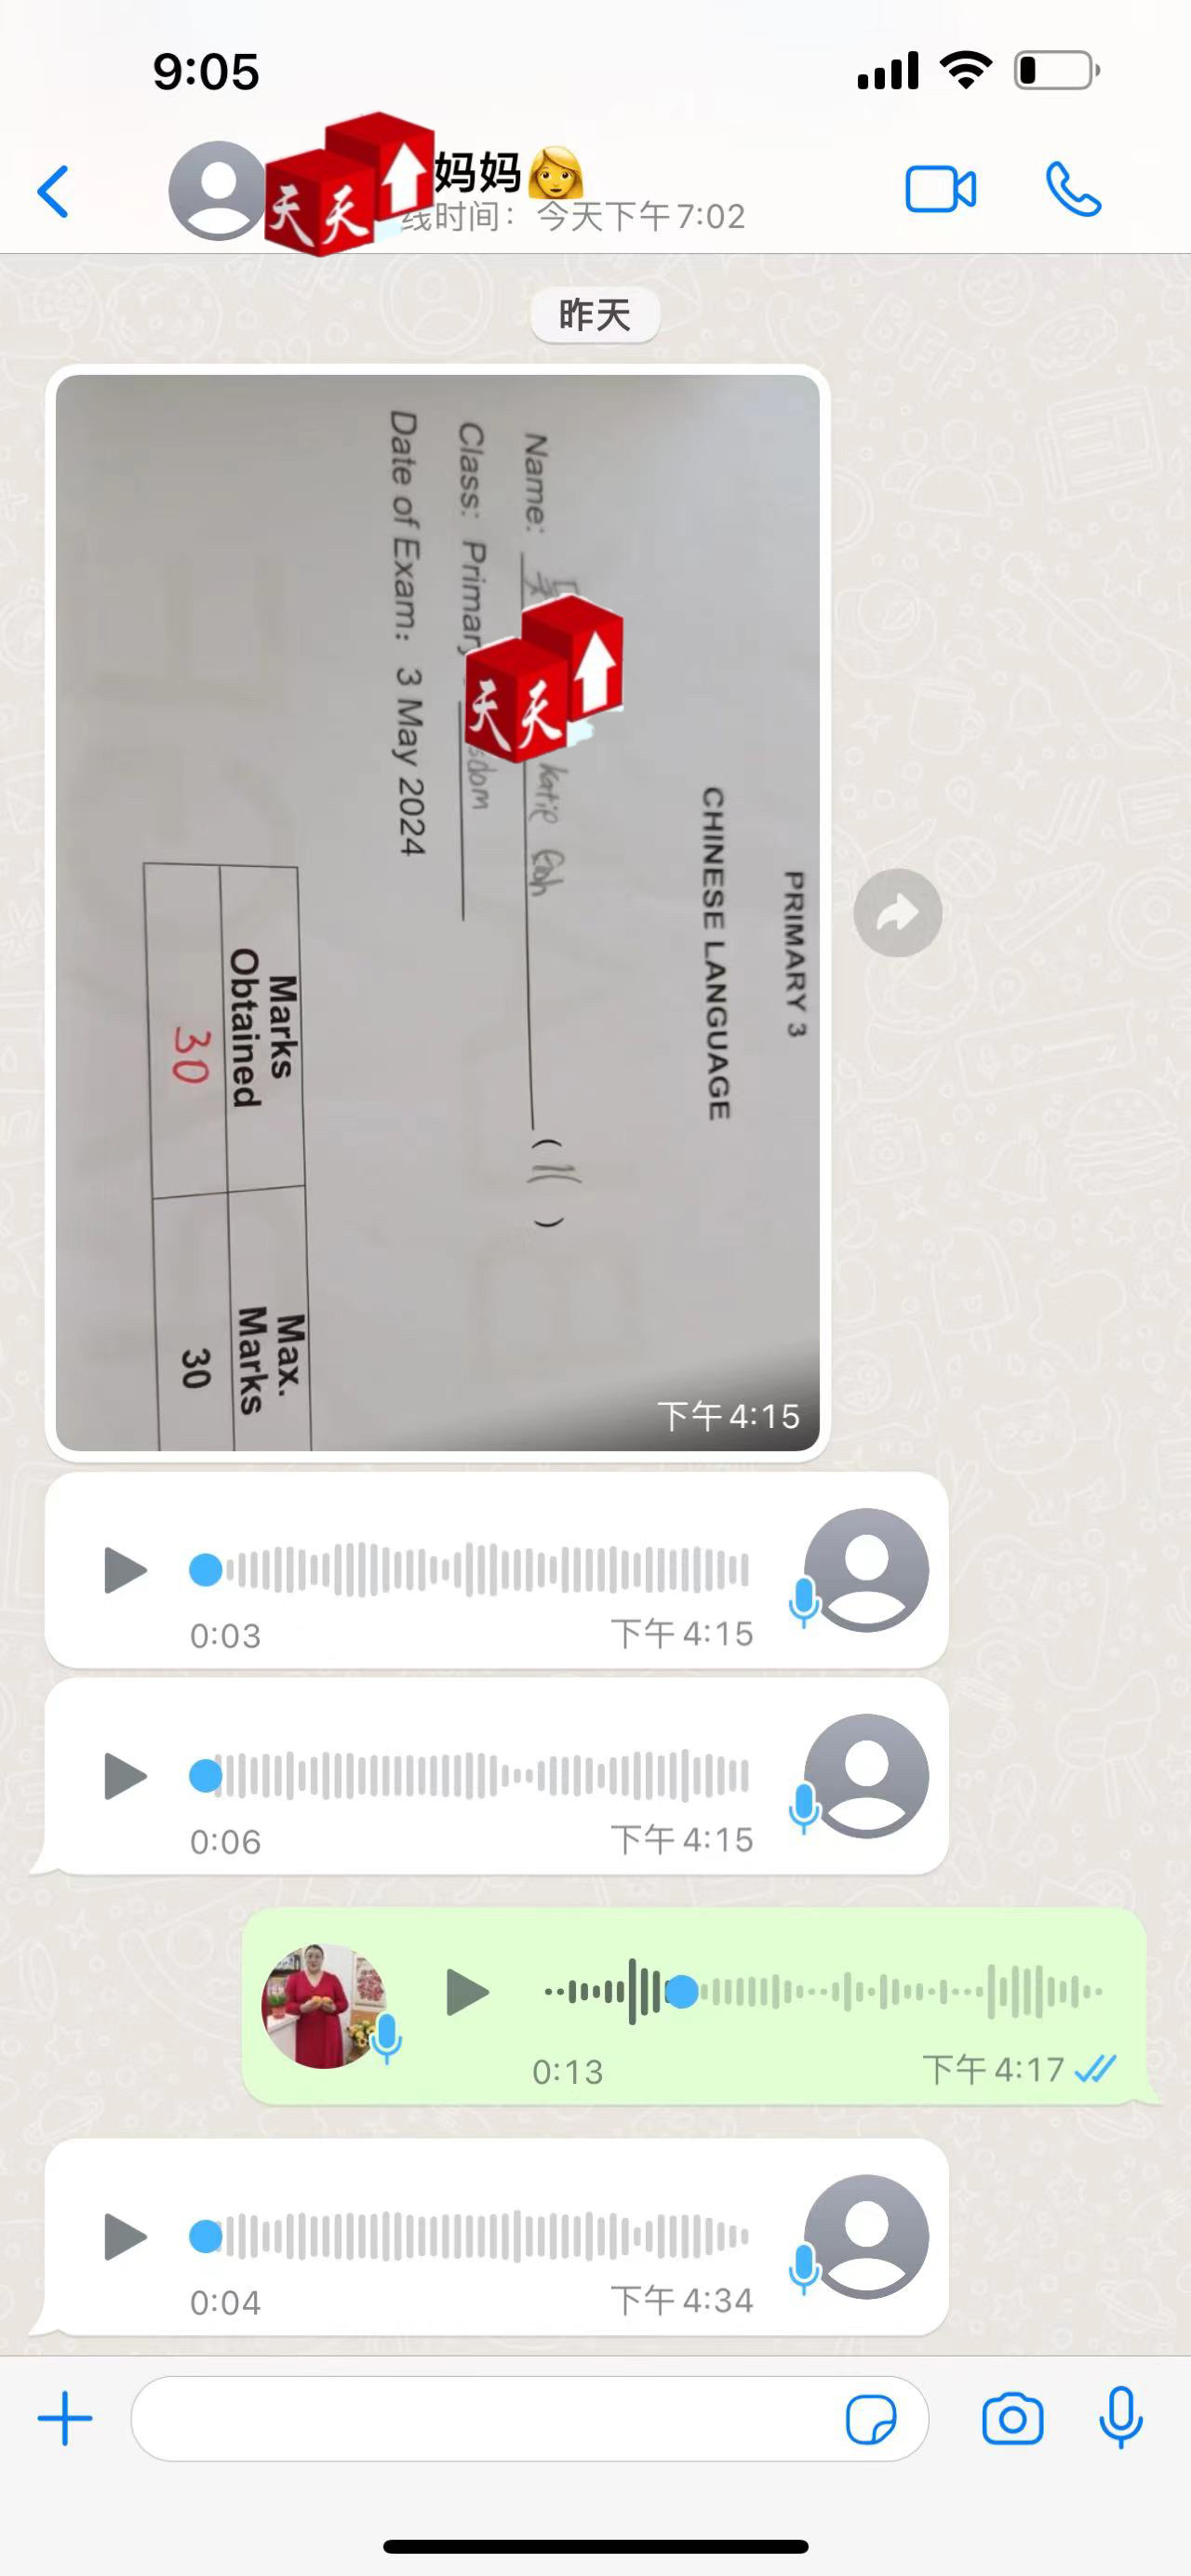 9:05
天天
妈妈
线时间：今天下午7:02
昨天
PRIMARY 3
CHINESE LANGUAGE
Name: Katie Goh ( 11 )
天天
Class: Primary sdom
Date of Exam: 3 May 2024
Marks Obtained
Max. Marks
30
30
下午4:15
0:03
下午4:15
0:06
下午4:15
0:13
下午4:17
0:04
下午4:34